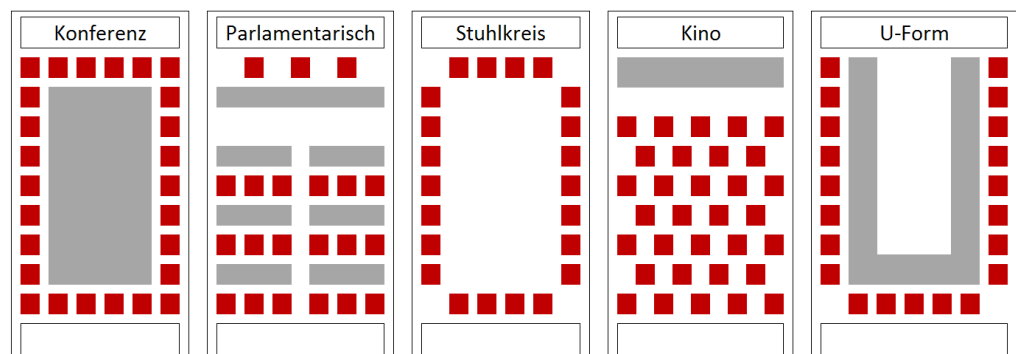 Konferenz
Parlamentarisch
Stuhlkreis
Kino
U-Form